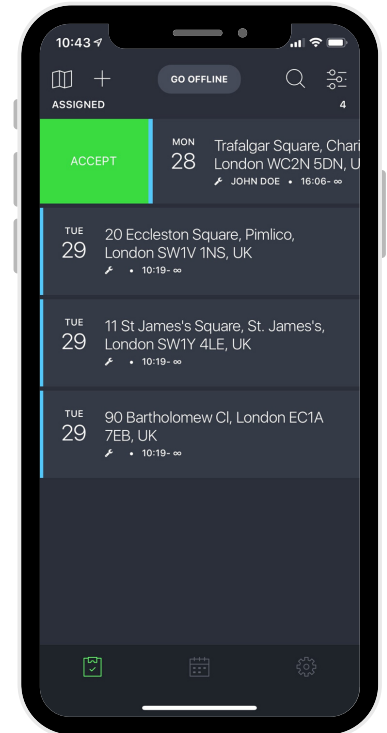 10:43
GO OFFLINE
ASSIGNED 4
ACCEPT
MON
28
Trafalgar Square, Chari
London WC2N 5DN, U
JOHN DOE • 16:06- ∞
TUE
29
20 Eccleston Square, Pimlico,
London SW1V 1NS, UK
• 10:19- ∞
TUE
29
11 St James's Square, St. James's,
London SW1Y 4LE, UK
• 10:19- ∞
TUE
29
90 Bartholomew Cl, London EC1A
7EB, UK
• 10:19- ∞